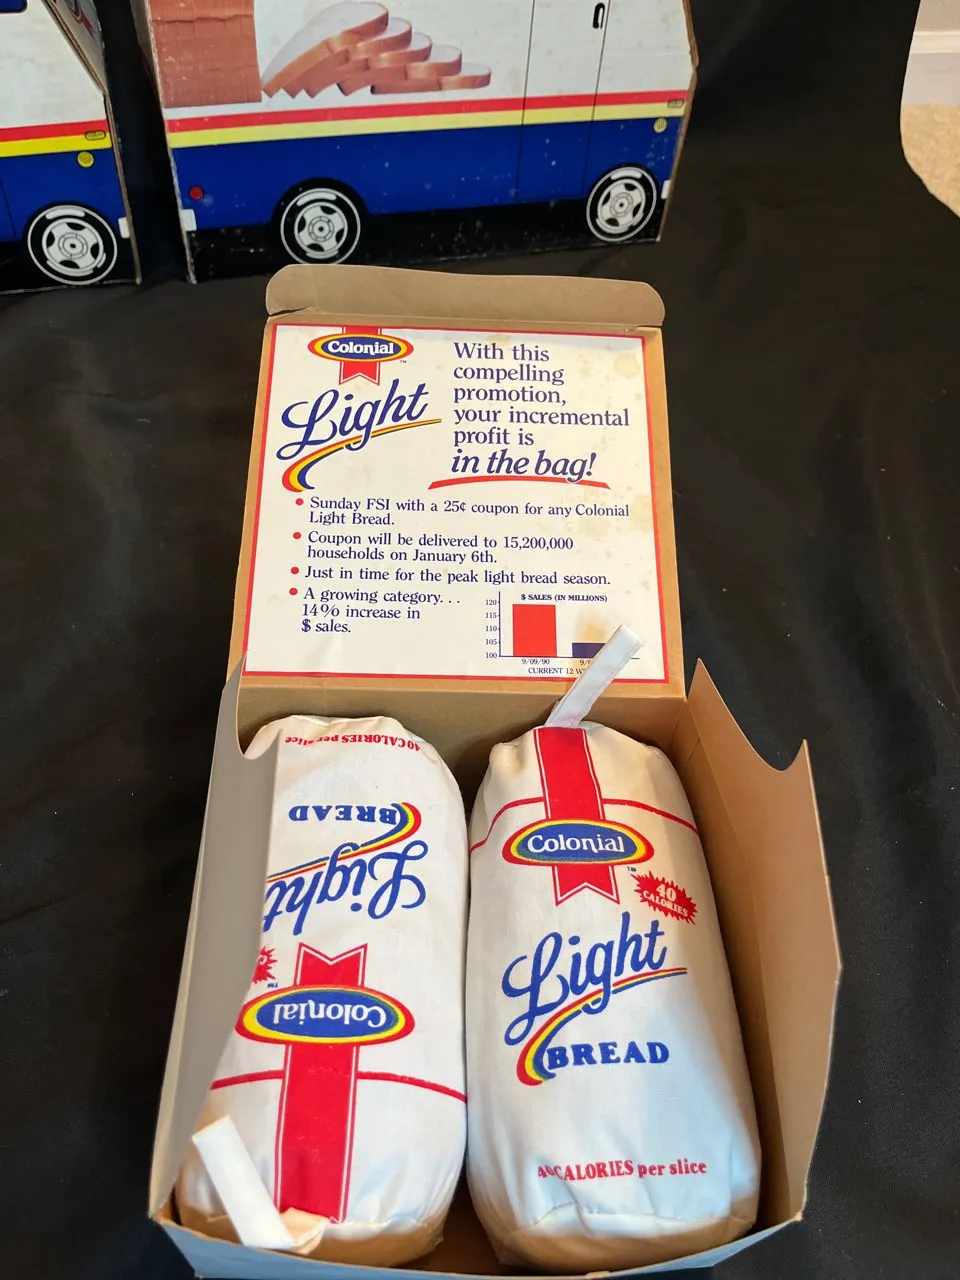 Colonial
Light
With this
compelling
promotion,
your incremental
profit is
in the bag!
• Sunday FSI with a 25¢ coupon for any Colonial
Light Bread.
• Coupon will be delivered to 15,200,000
households on January 6th.
• Just in time for the peak light bread season.
• A growing category. . .
14% increase in
$ sales.
$ SALES (IN MILLIONS)
120
115
110
105
100
9/09/90
CURRENT 12
40 CALORIES per slice
BREAD
Light
Colonial
Colonial
TM
40
CALORIES
Light
BREAD
40 CALORIES per slice